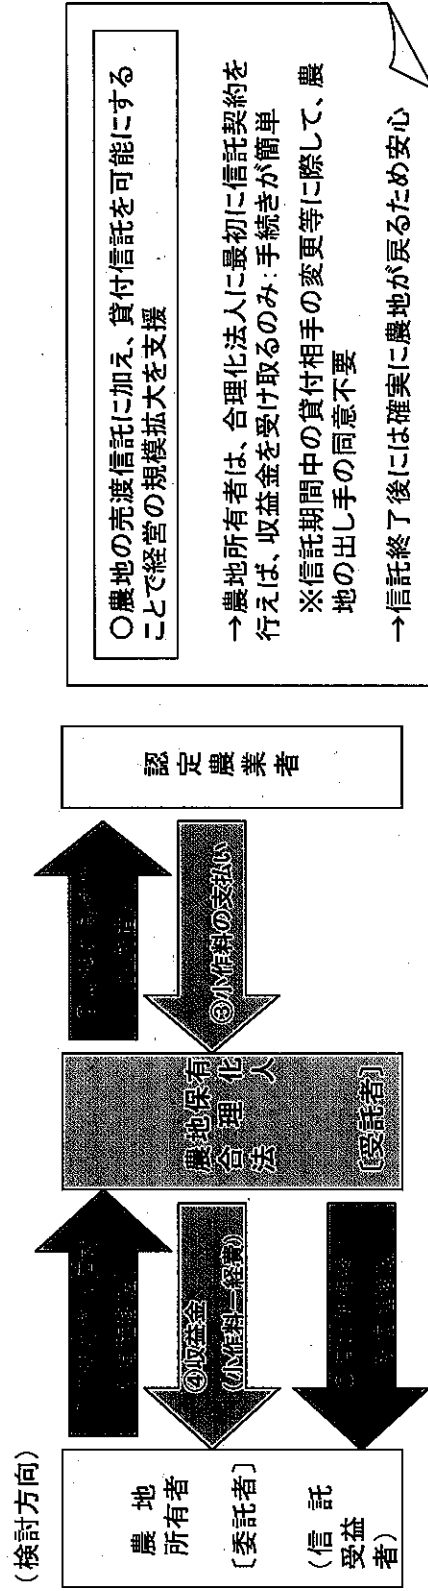 (検討方向)
農地
所有者
[委託者]
(信託
受益
者)
④収益金
(小作料－経費)
農地保有
合理化
法人
[受託者]
③小作料の支払い
認定農業者
○農地の売渡信託に加え、貸付信託を可能にする
ことで経営の規模拡大を支援
→農地所有者は、合理化法人に最初に信託契約を
行えば、収益金を受け取るのみ：手続きが簡単
※信託期間中の貸付相手の変更等に際して、農
地の出し手の同意不要
→信託終了後には確実に農地が戻るため安心